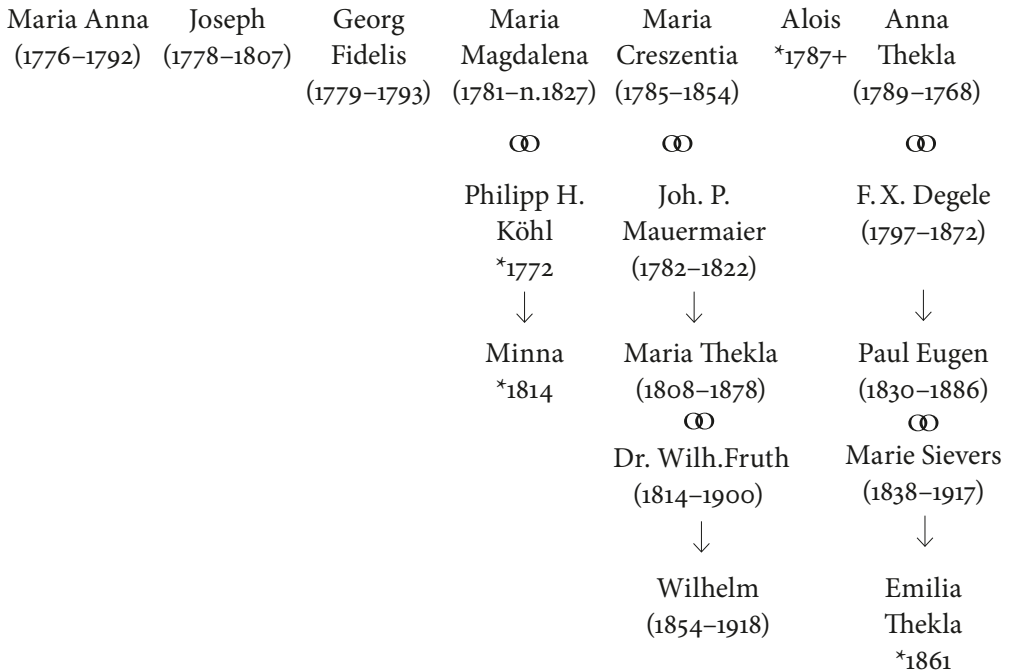 Maria Anna
(1776–1792)
Joseph
(1778–1807)
Georg
Fidelis
(1779–1793)
Maria
Magdalena
(1781–n.1827)
Maria
Creszentia
(1785–1854)
Alois
*1787+
Anna
Thekla
(1789–1768)
Philipp H.
Köhl
*1772
Joh. P.
Mauermaier
(1782–1822)
F. X. Degele
(1797–1872)
Minna
*1814
Maria Thekla
(1808–1878)
Paul Eugen
(1830–1886)
Dr. Wilh.Fruth
(1814–1900)
Marie Sievers
(1838–1917)
Wilhelm
(1854–1918)
Emilia
Thekla
*1861